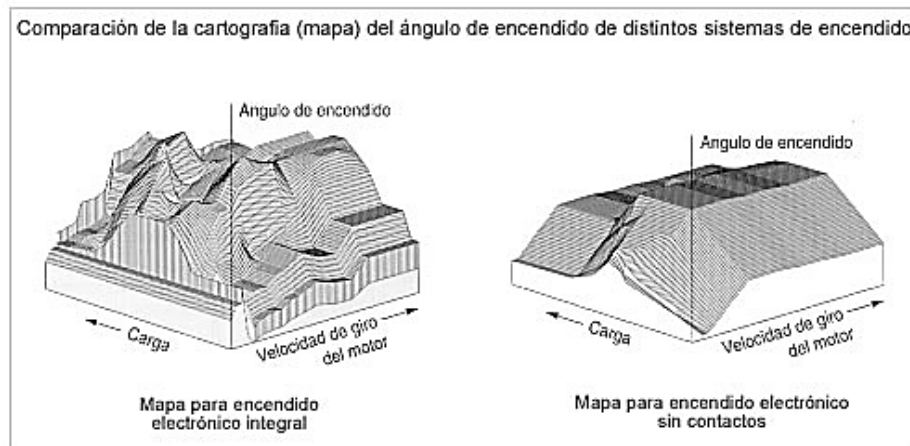 Comparación de la cartografia (mapa) del ángulo de encendido de distintos sistemas de encendido
Angulo de encendido
Carga
Velocidad de giro
del motor
Mapa para encendido
electrónico integral
Angulo de encendido
Carga
Velocidad de giro
del motor
Mapa para encendido electrónico
sin contactos